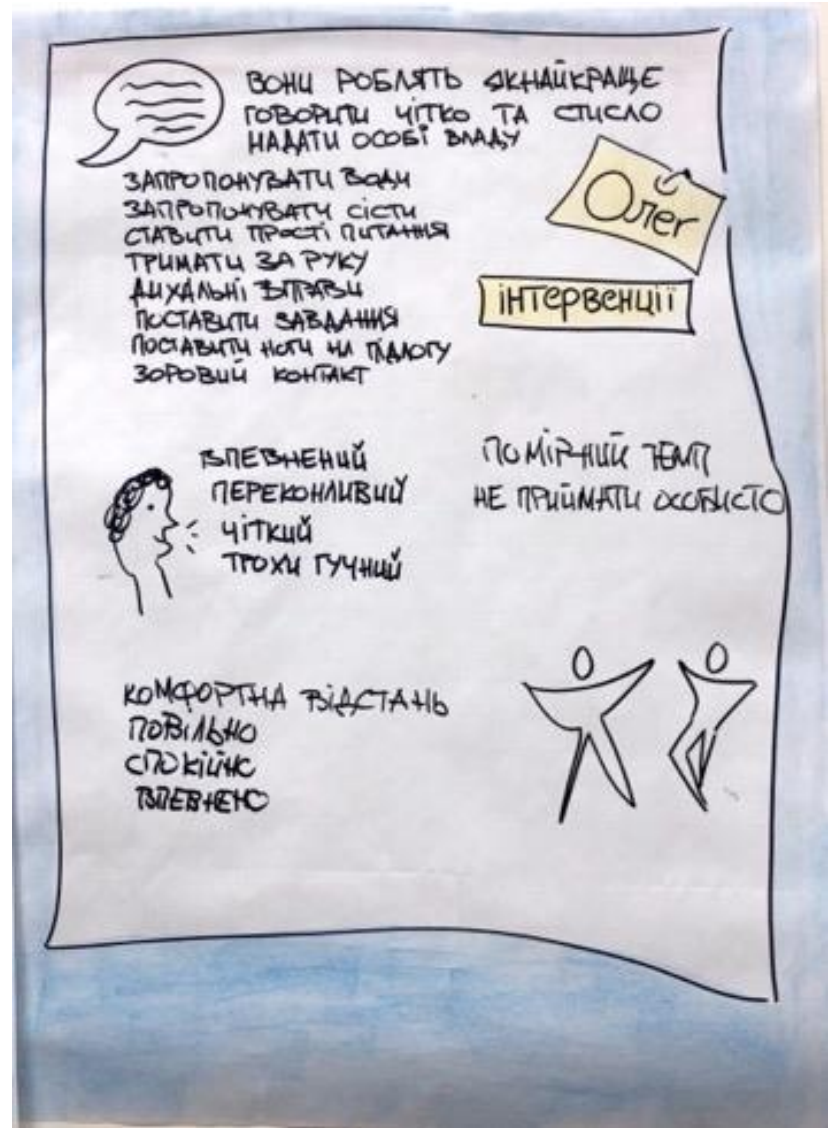 ВОНИ РОБЛЯТЬ ЯКНАЙКРАЩЕ
ГОВОРИТИ ЧІТКО ТА СТИСЛО
НАДАТИ ОСОБІ ВЛАДУ
ЗАПРОПОНУВАТИ ВОДИ
ЗАПРОПОНУВАТИ СІСТИ
СТАВИТИ ПРОСТІ ПИТАННЯ
ТРИМАТИ ЗА РУКУ
ДИХАЛЬНІ ВПРАВИ
ПОСТАВИТИ ЗАВДАННЯ
ПОСТАВИТИ НОГИ НА ПІДЛОГУ
ЗОРОВИЙ КОНТАКТ
Олег
інтервенції
ВПЕВНЕНИЙ
ПЕРЕКОНЛИВИЙ
ЧІТКИЙ
ТРОХИ ГУЧНИЙ
ПОМІРНИЙ ТЕМП
НЕ ПРИЙМАТИ ОСОБИСТО
КОМФОРТНА ВІДСТАНЬ
ПОВІЛЬНО
СПОКІЙНО
ВПЕВНЕНО